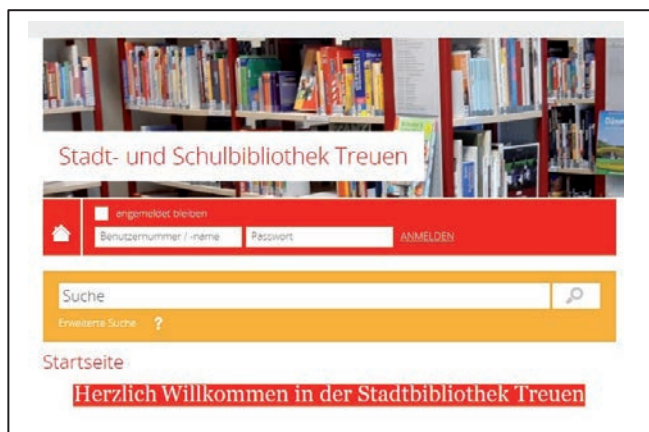 Stadt- und Schulbibliothek Treuen
angemeldet bleiben
Benutzernummer / -name Passwort ANMELDEN
Suche
Erweiterte Suche ?
Startseite
Herzlich Willkommen in der Stadtbibliothek Treuen